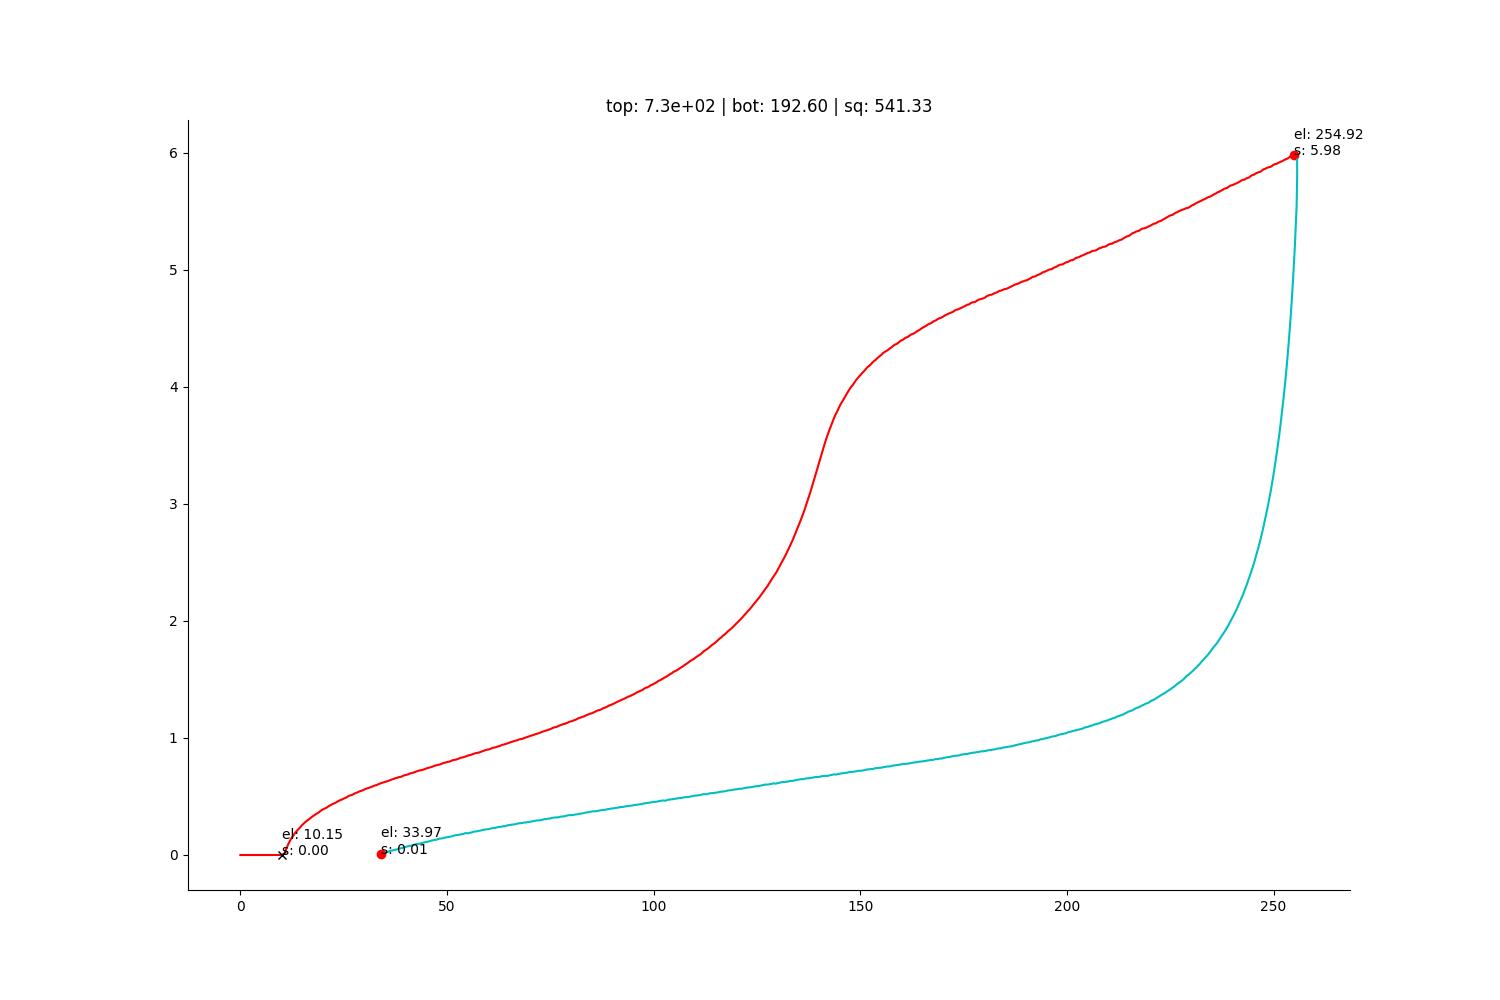 top: 7.3e+02 | bot: 192.60 | sq: 541.33
el: 254.92
s: 5.98
6
5
4
3
2
1
0
el: 10.15
s: 0.00
el: 33.97
s: 0.01
0
50
100
150
200
250